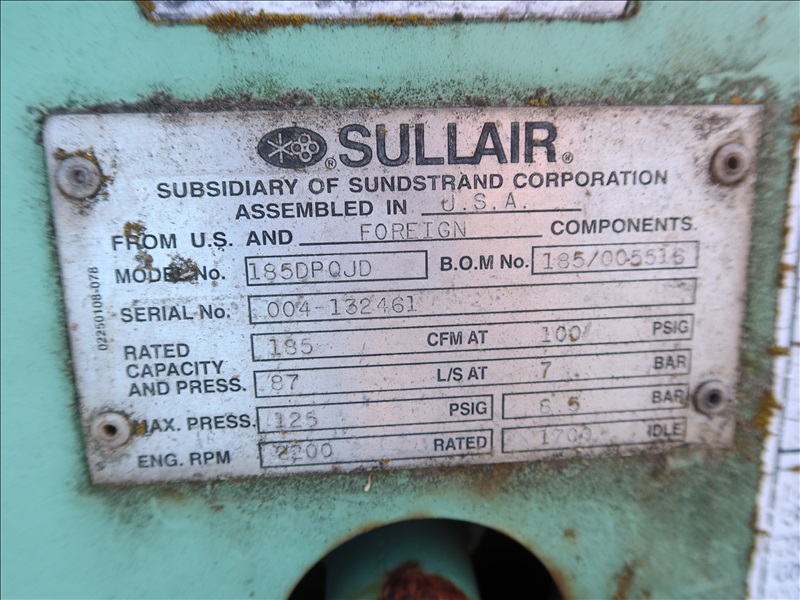 ® SULLAIR®
SUBSIDIARY OF SUNDSTRAND CORPORATION
ASSEMBLED IN U.S.A.
FROM U.S. AND FOREIGN COMPONENTS.
MODEL No. 185DPQJD B.O.M No. 185/005516
SERIAL No. 004-132461
RATED CAPACITY AND PRESS.
185 CFM AT 100 PSIG
87 L/S AT 7 BAR
MAX. PRESS. 125 PSIG 8.5 BAR
ENG. RPM 2200 RATED 1700 IDLE
02250108-078